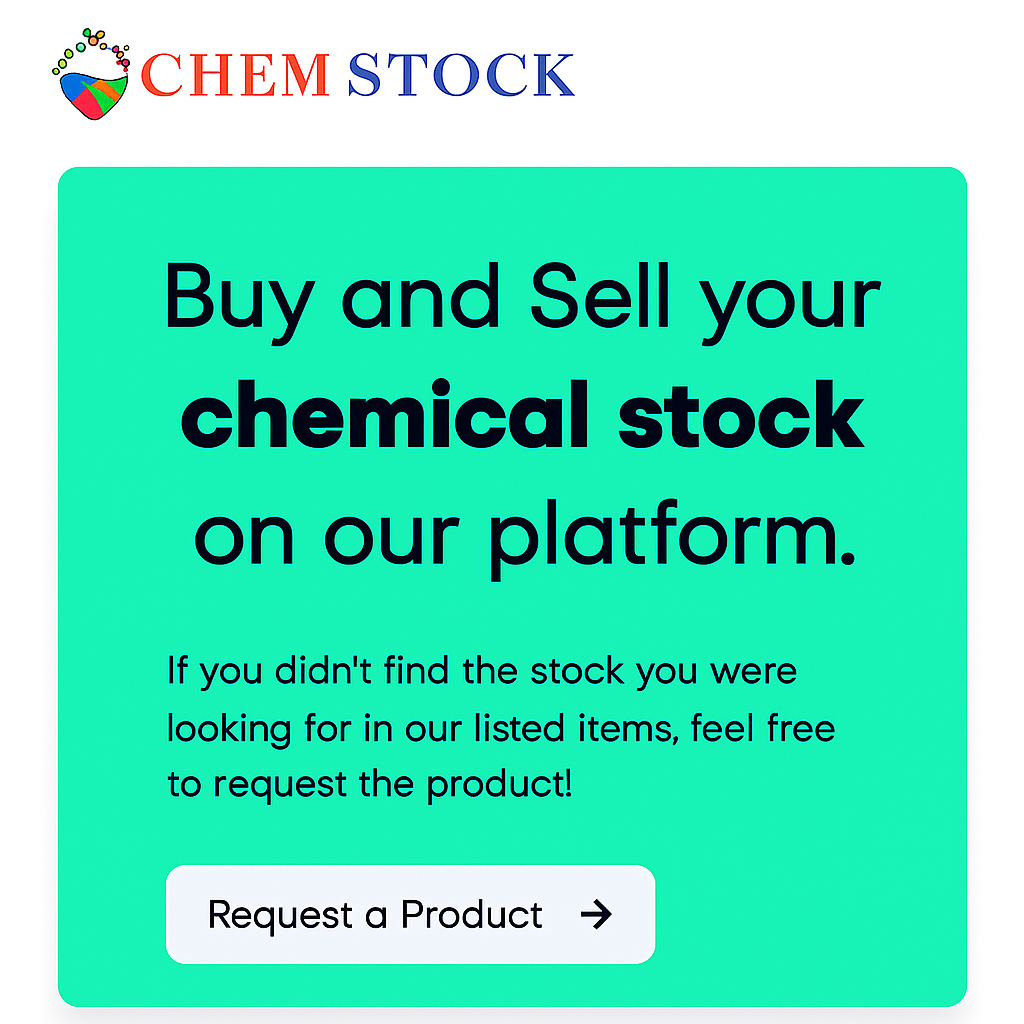 CHEM STOCK
Buy and Sell your
chemical stock
on our platform.
If you didn't find the stock you were
looking for in our listed items, feel free
to request the product!
Request a Product →